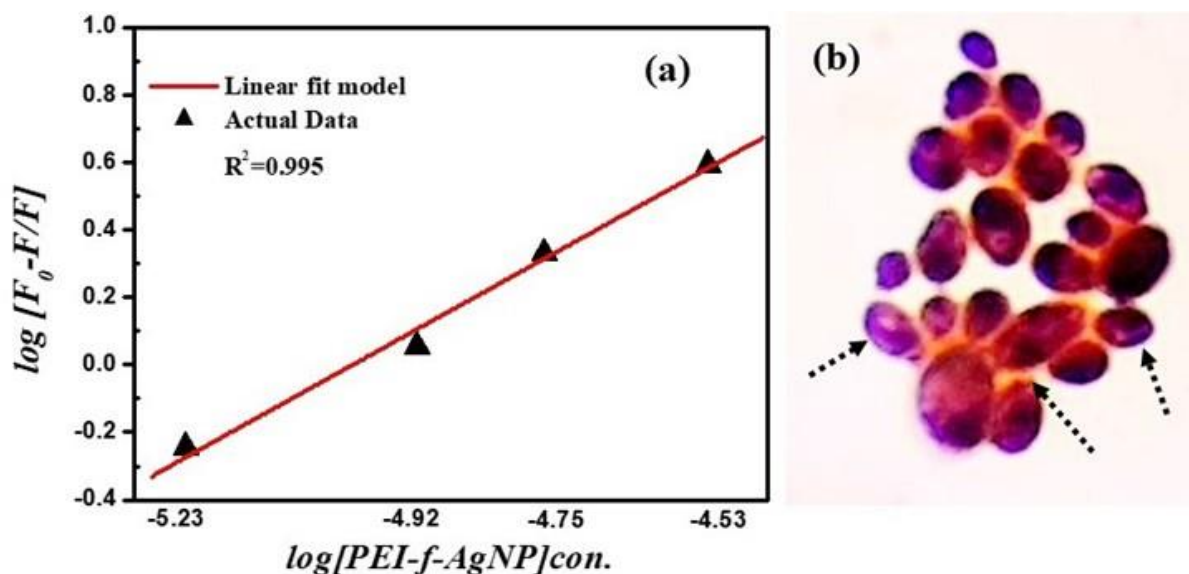 1.0
0.8
0.6
0.4
0.2
0.0
-0.2
-0.4
log [F₀-F/F]
Linear fit model
Actual Data
R²=0.995
(a)
-5.23 -4.92 -4.75 -4.53
log[PEI-f-AgNP]con.
(b)